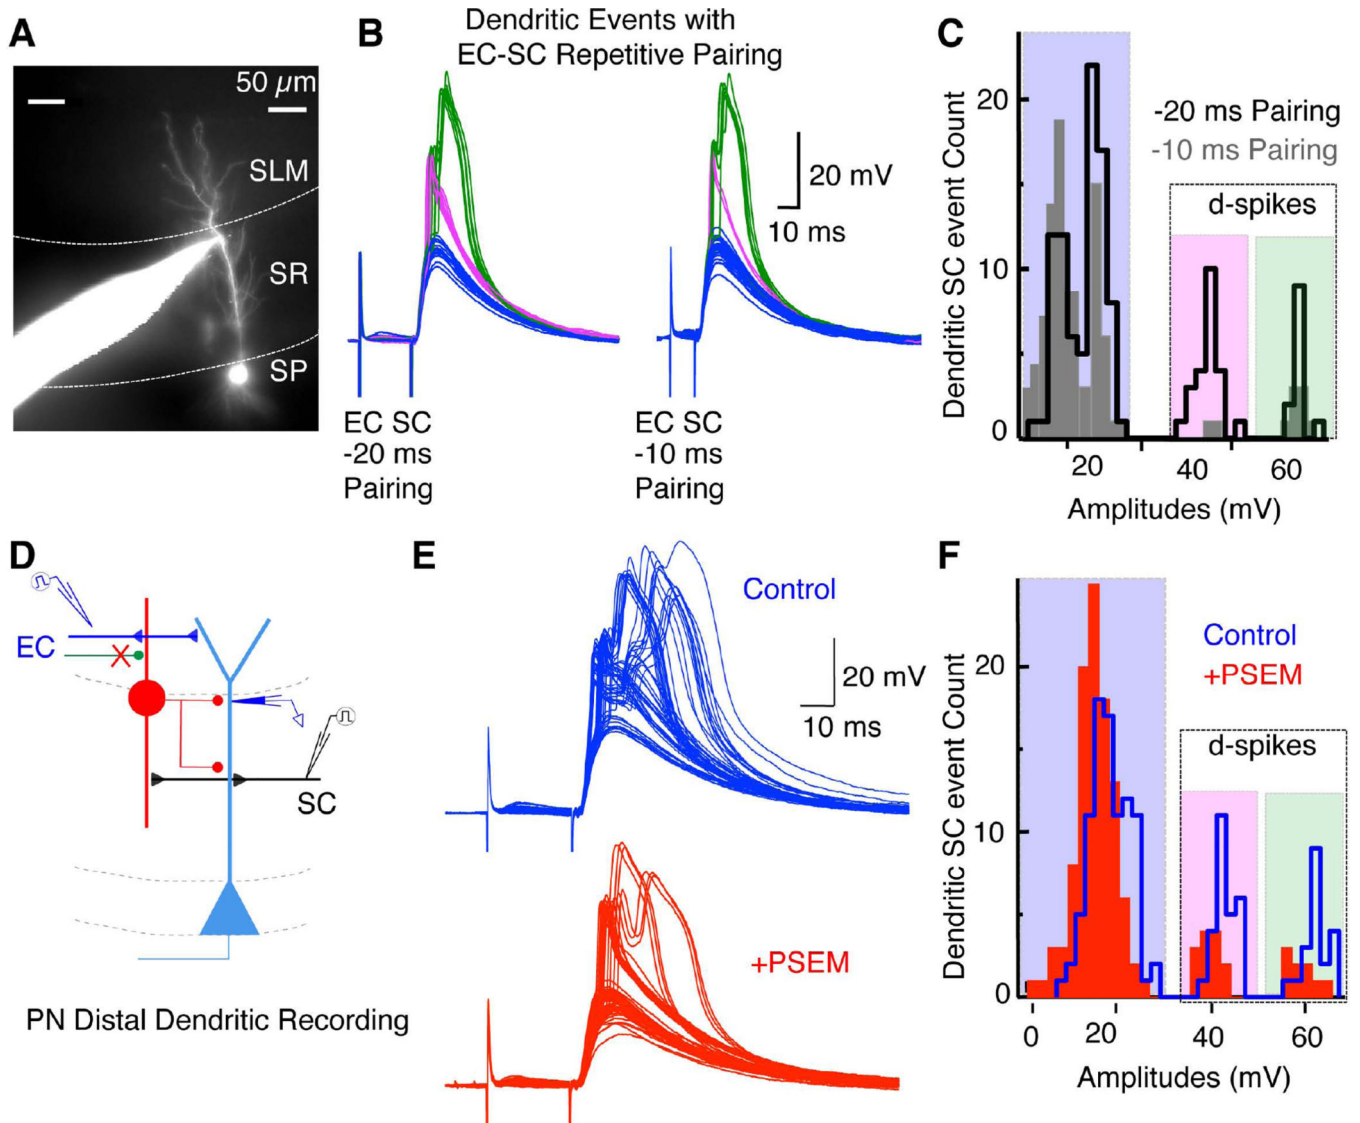 A
50 µm
SLM
SR
SP
B
Dendritic Events with
EC-SC Repetitive Pairing
20 mV
10 ms
EC SC
-20 ms
Pairing
EC SC
-10 ms
Pairing
C
Dendritic SC event Count
20
10
0
-20 ms Pairing
-10 ms Pairing
d-spikes
20
40
60
Amplitudes (mV)
D
EC
SC
PN Distal Dendritic Recording
E
Control
20 mV
10 ms
+PSEM
F
Dendritic SC event Count
20
10
0
Control
+PSEM
d-spikes
0
20
40
60
Amplitudes (mV)